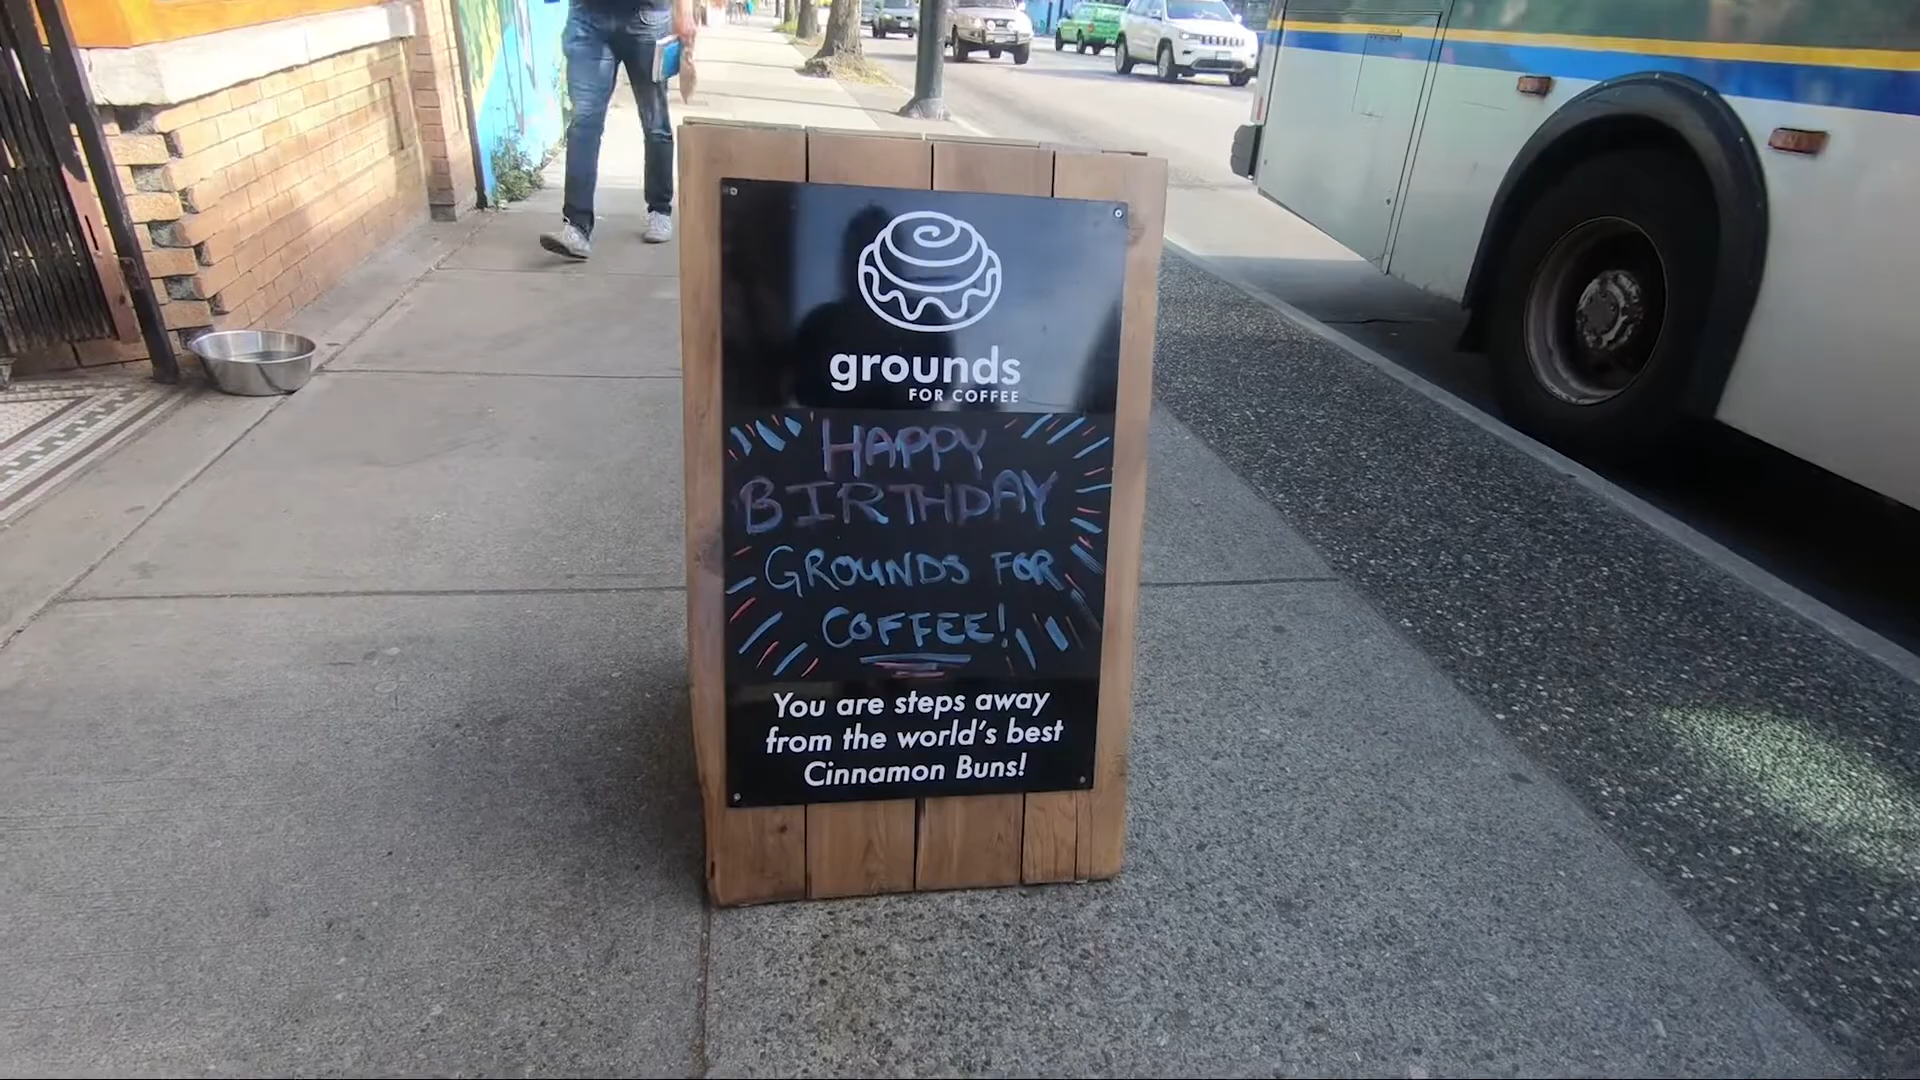 grounds
FOR COFFEE
HAPPY
BIRTHDAY
GROUNDS FOR
COFFEE!
You are steps away
from the world's best
Cinnamon Buns!